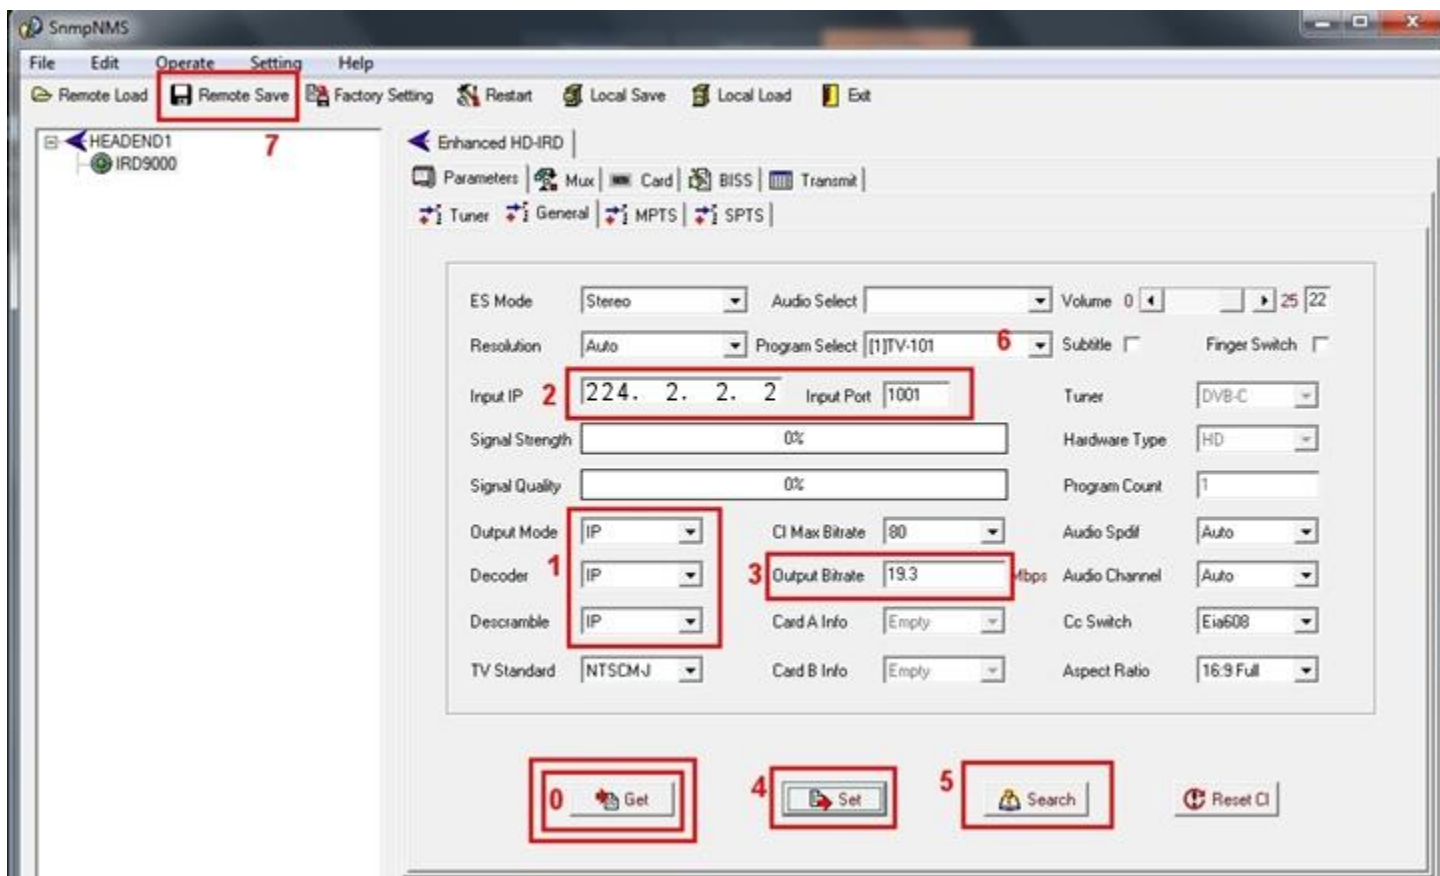 SnmpNMS
File Edit Operate Setting Help
Remote Load Remote Save Factory Setting Restart Local Save Local Load Exit
7
HEADEND1
IRD9000
Enhanced HD-IRD
Parameters Mux Card BISS Transmit
Tuner General MPTS SPTS
ES Mode Stereo Audio Select Volume 0 25 22
Resolution Auto Program Select [1]TV-101 6 Subtitle Finger Switch
Input IP 2 224. 2. 2. 2 Input Port 1001 Tuner DVB-C
Signal Strength 0% Hardware Type HD
Signal Quality 0% Program Count 1
Output Mode IP CI Max Bitrate 80 Audio Spdif Auto
Decoder 1 IP 3 Output Bitrate 19.3 Mbps Audio Channel Auto
Descramble IP Card A Info Empty Cc Switch Eia608
TV Standard NTSCM-J Card B Info Empty Aspect Ratio 16:9 Full
0 Get 4 Set 5 Search Reset CI